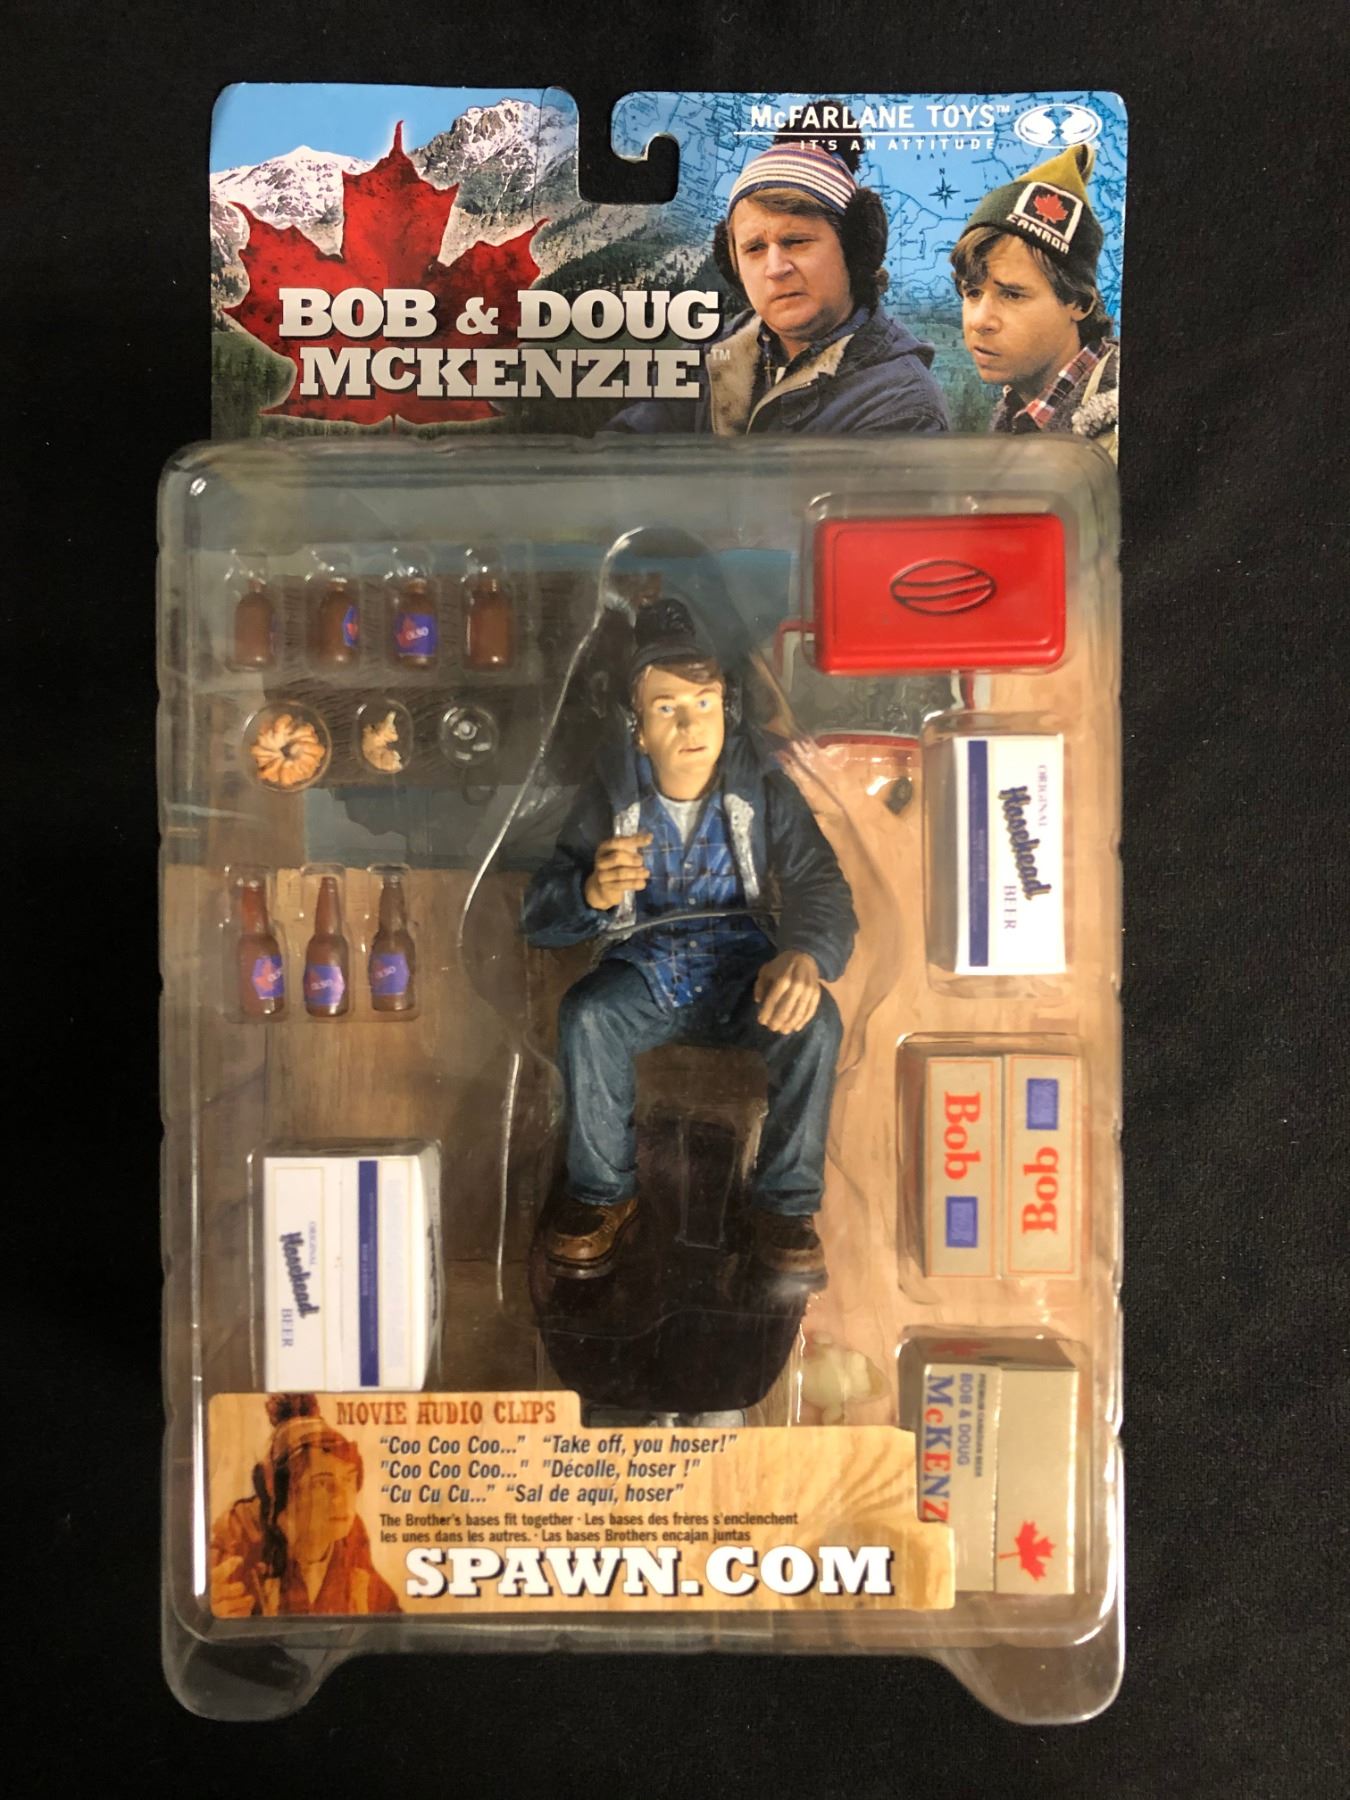 McFARLANE TOYS™
IT'S AN ATTITUDE
CANADA
BOB & DOUG
McKENZIE™
ORIGINAL
Hosehead
BEER
Bob
Bob
ORIGINAL
Hosehead
BEER
BOB & DOUG
McKENZ
MOVIE AUDIO CLIPS
“Coo Coo Coo...” “Take off, you hoser!”
"Coo Coo Coo..." "Décolle, hoser !"
“Cu Cu Cu...” “Sal de aquí, hoser”
The Brother's bases fit together · Les bases des frères s'enclenchent
les unes dans les autres. · Las bases Brothers encajan juntas
SPAWN.COM